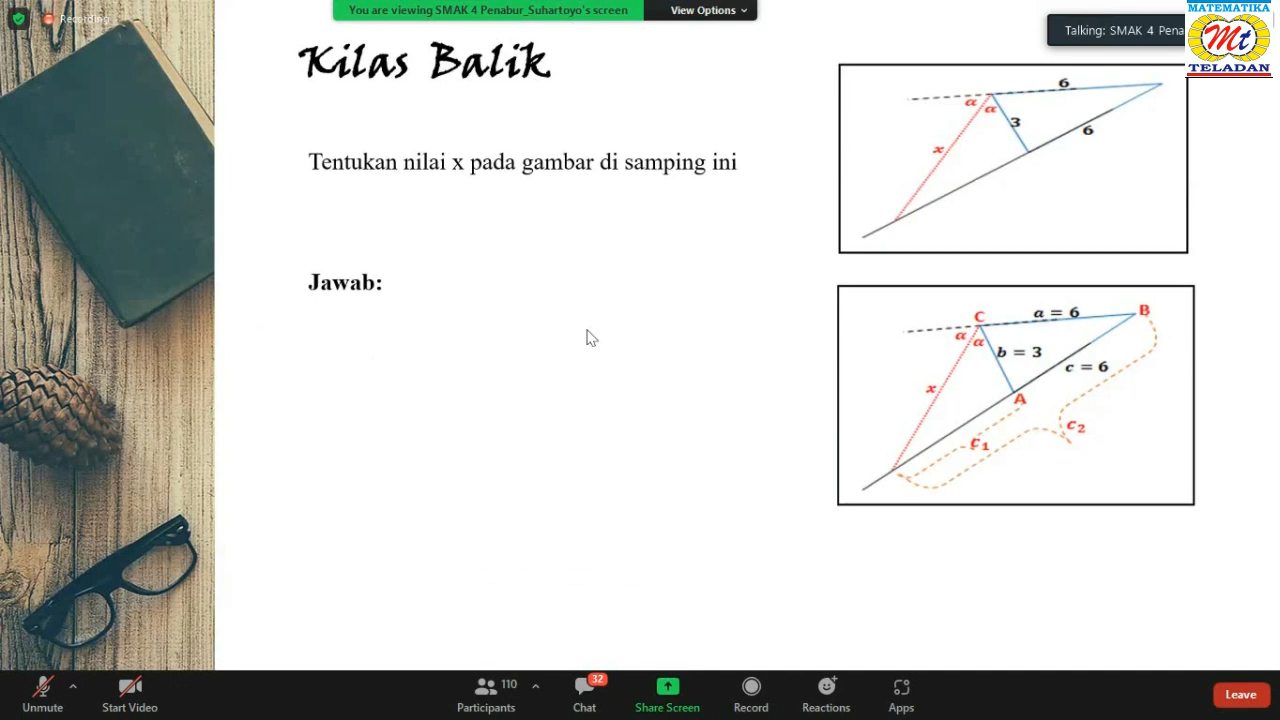 Recording
You are viewing SMAK 4 Penabur_Suhartoyo's screen
View Options
Talking: SMAK 4 Pena
MATEMATIKA
Mt
TELADAN
Kilas Balik
Tentukan nilai x pada gambar di samping ini
6
α
α
3
6
x
Jawab:
C
a = 6
B
α
α
b = 3
c = 6
x
A
c₂
c₁
Unmute
Start Video
110
Participants
32
Chat
Share Screen
Record
Reactions
Apps
Leave